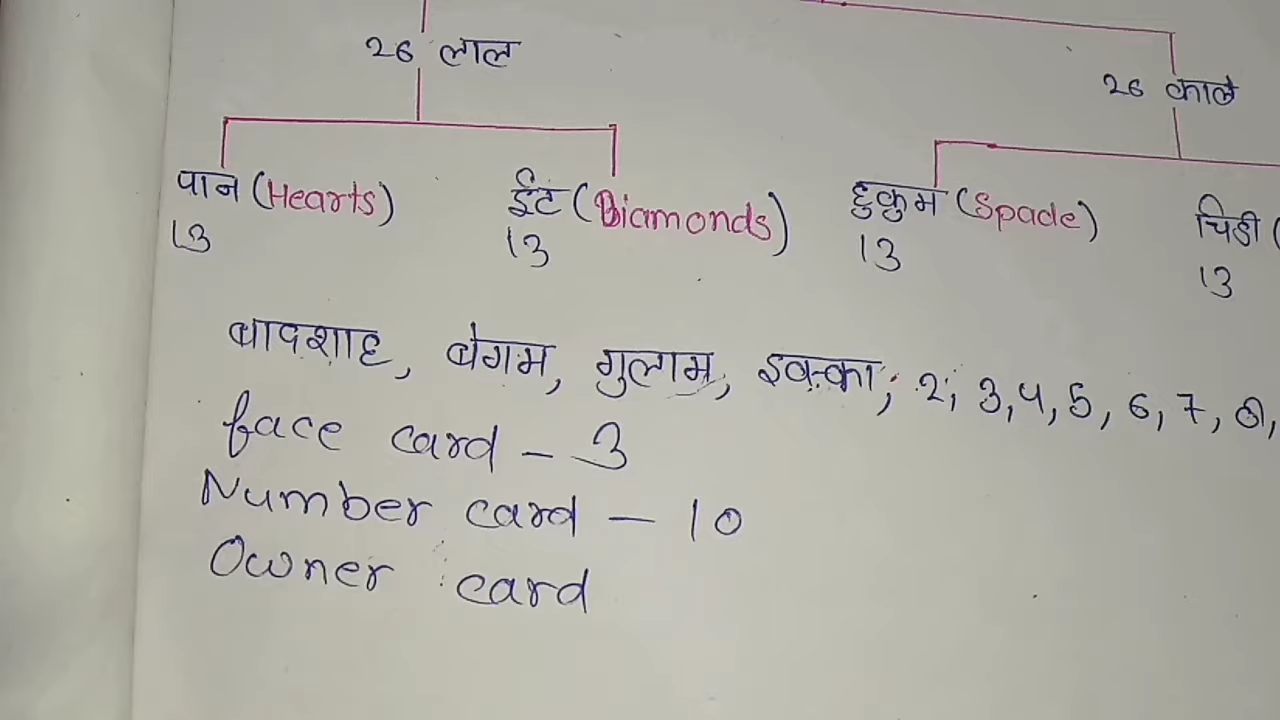 26 लाल
26 काले
पान (Hearts)
ईंट (Diamonds)
हुकुम (Spade)
चिडी (
13
13
13
13
बादशाह, बेगम, गुलाम, इक्का, 2, 3, 4, 5, 6, 7, 8,
face card - 3
Number card - 10
Owner card